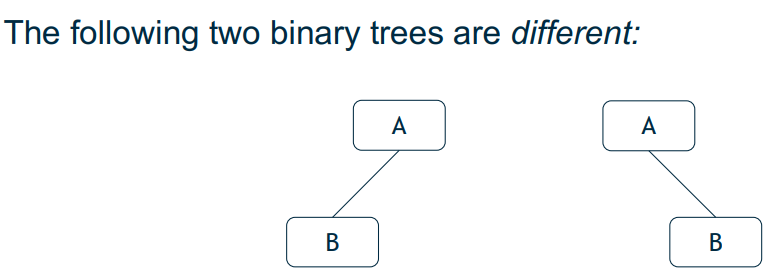 The following two binary trees are different:
A A
B B